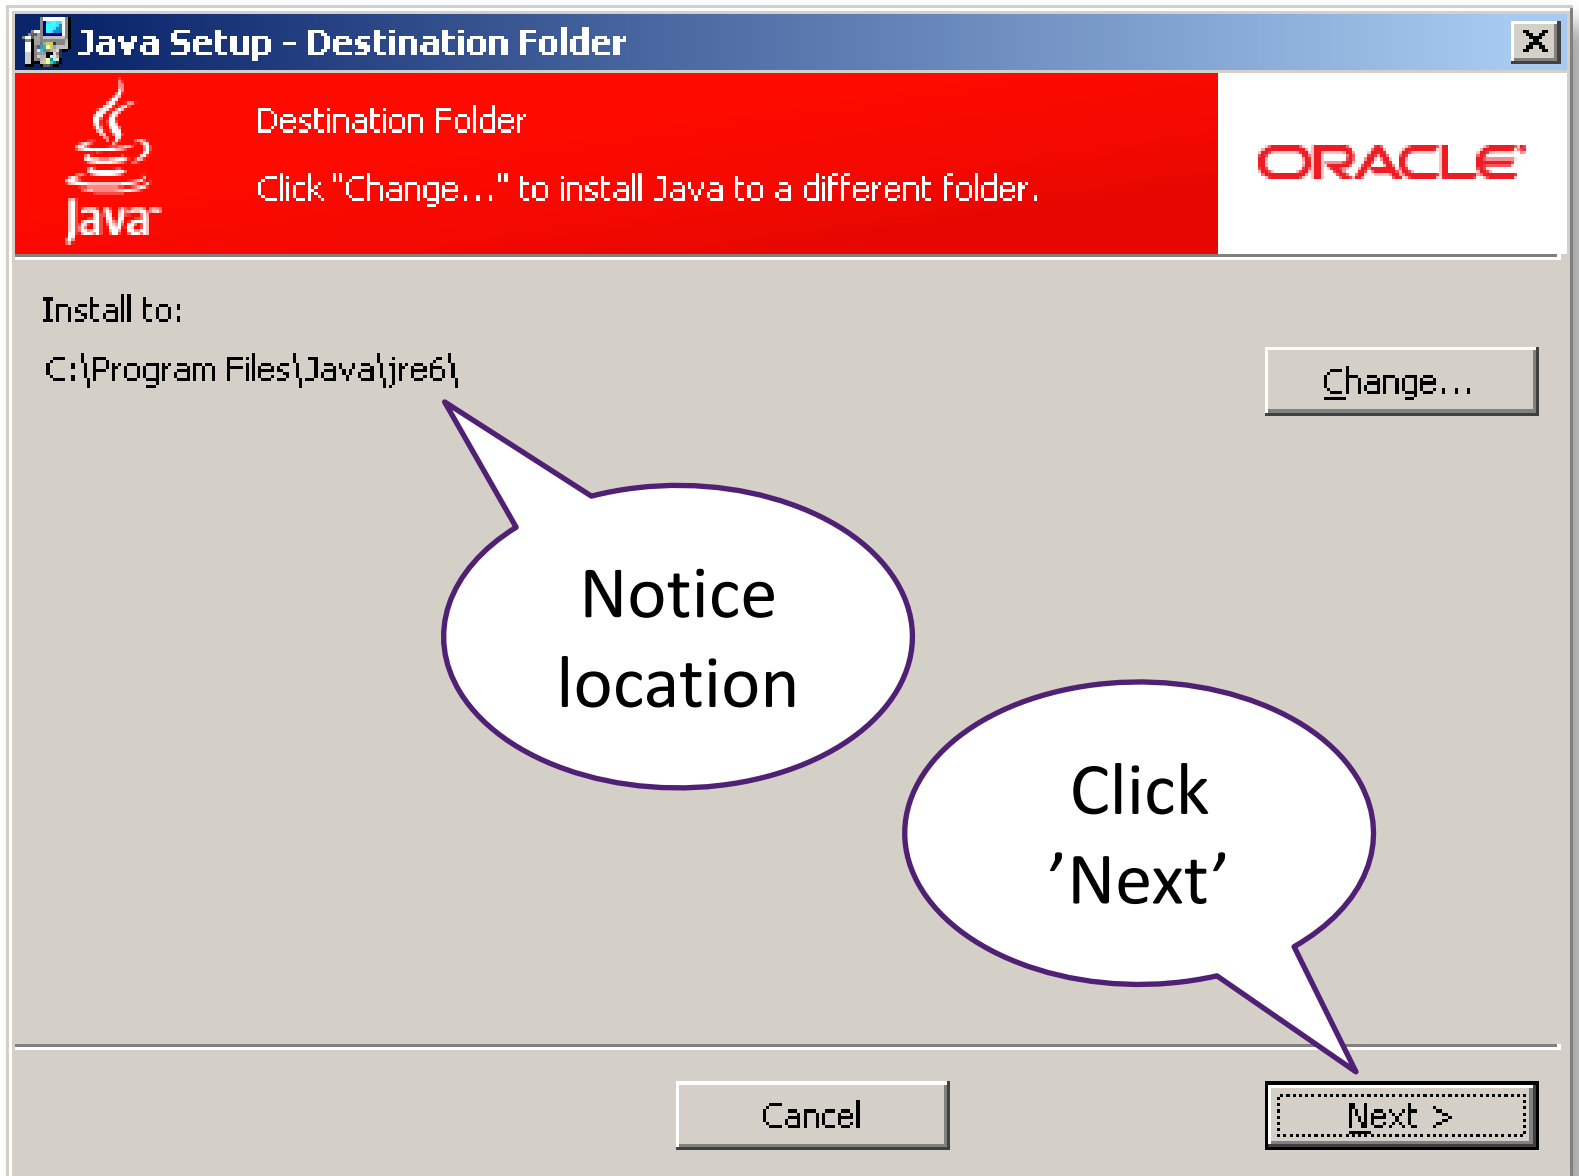 Java Setup - Destination Folder
Java
Destination Folder
Click "Change..." to install Java to a different folder.
ORACLE
Install to:
C:\Program Files\Java\jre6\
Change...
Notice
location
Click
’Next’
Cancel
Next >